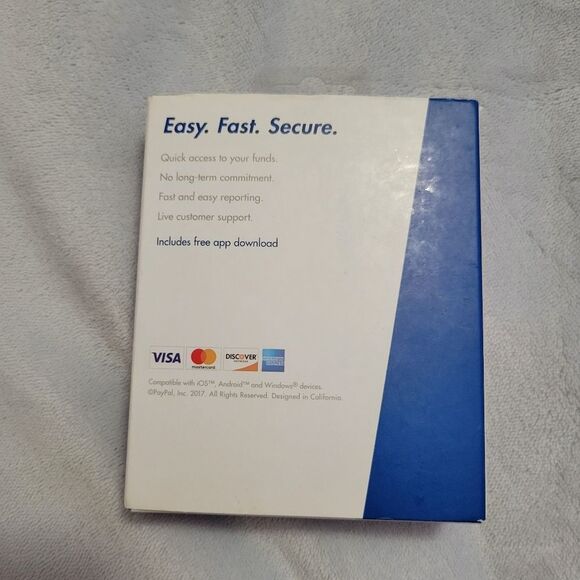 Easy. Fast. Secure.
Quick access to your funds.
No long-term commitment.
Fast and easy reporting.
Live customer support.
Includes free app download
VISA mastercard DISCOVER
Compatible with iOS™, Android™ and Windows® devices.
©PayPal, Inc. 2017. All Rights Reserved. Designed in California.